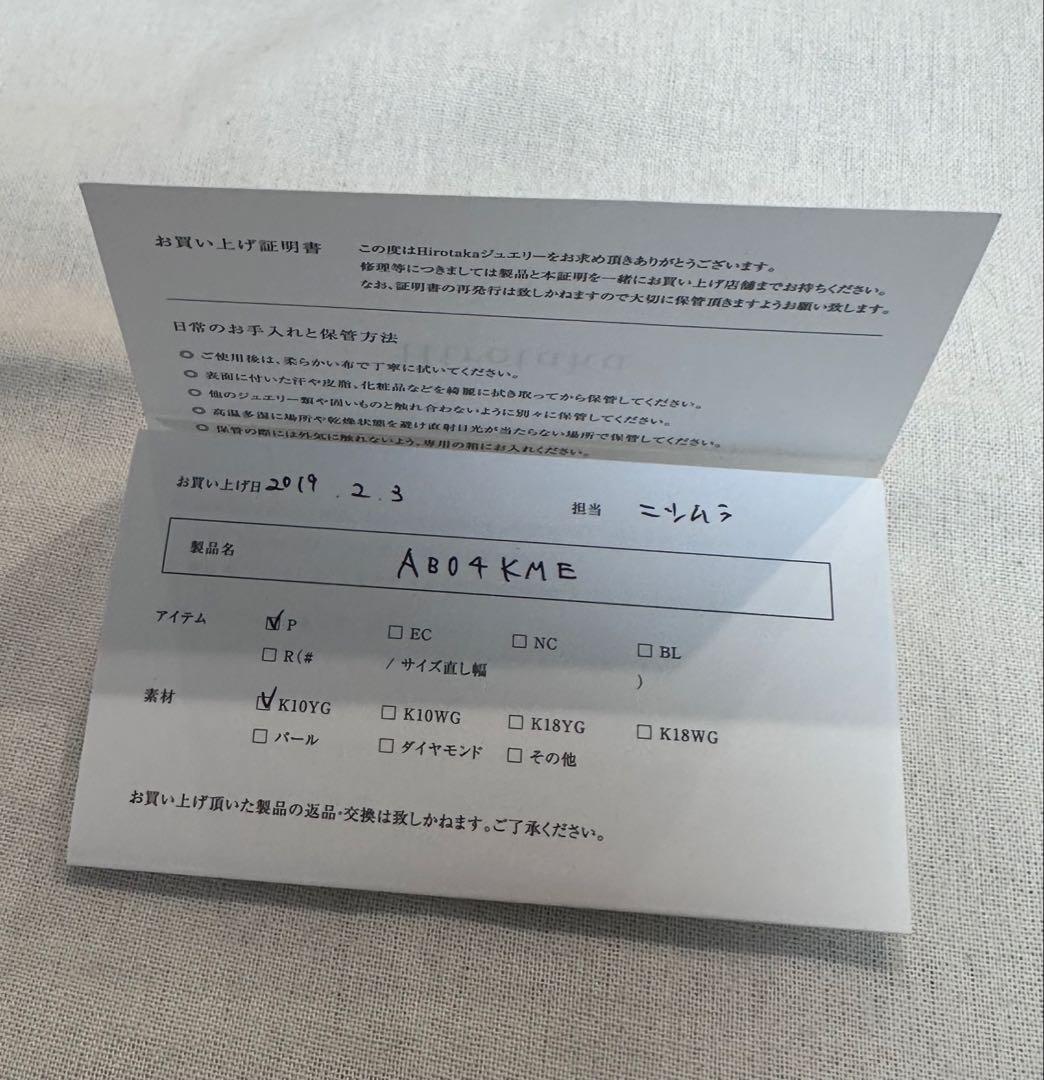 お買い上げ証明書
この度はHirotakaジュエリーをお求め頂きありがとうございます。
修理等につきましては製品と本証明を一緒にお買い上げ店舗までお持ちください。
なお、証明書の再発行は致しかねますので大切に保管頂きますようお願い致します。
日常のお手入れと保管方法
◎ ご使用後は、柔らかい布で丁寧に拭いてください。
◎ 表面に付いた汗や皮脂、化粧品などを綺麗に拭き取ってから保管してください。
◎ 他のジュエリー類や固いものと触れ合わないように別々に保管してください。
◎ 高温多湿に場所や乾燥状態を避け直射日光が当たらない場所で保管してください。
◎ 保管の際には外気に触れないよう、専用の箱にお入れください。
お買い上げ日 2019 . 2 . 3 担当 ニシムラ
製品名 AB04KME
アイテム ☑ P □ EC □ NC □ BL
□ R(# / サイズ直し幅 )
素材 ☑ K10YG □ K10WG □ K18YG □ K18WG
□ パール □ ダイヤモンド □ その他
お買い上げ頂いた製品の返品・交換は致しかねます。ご了承ください。